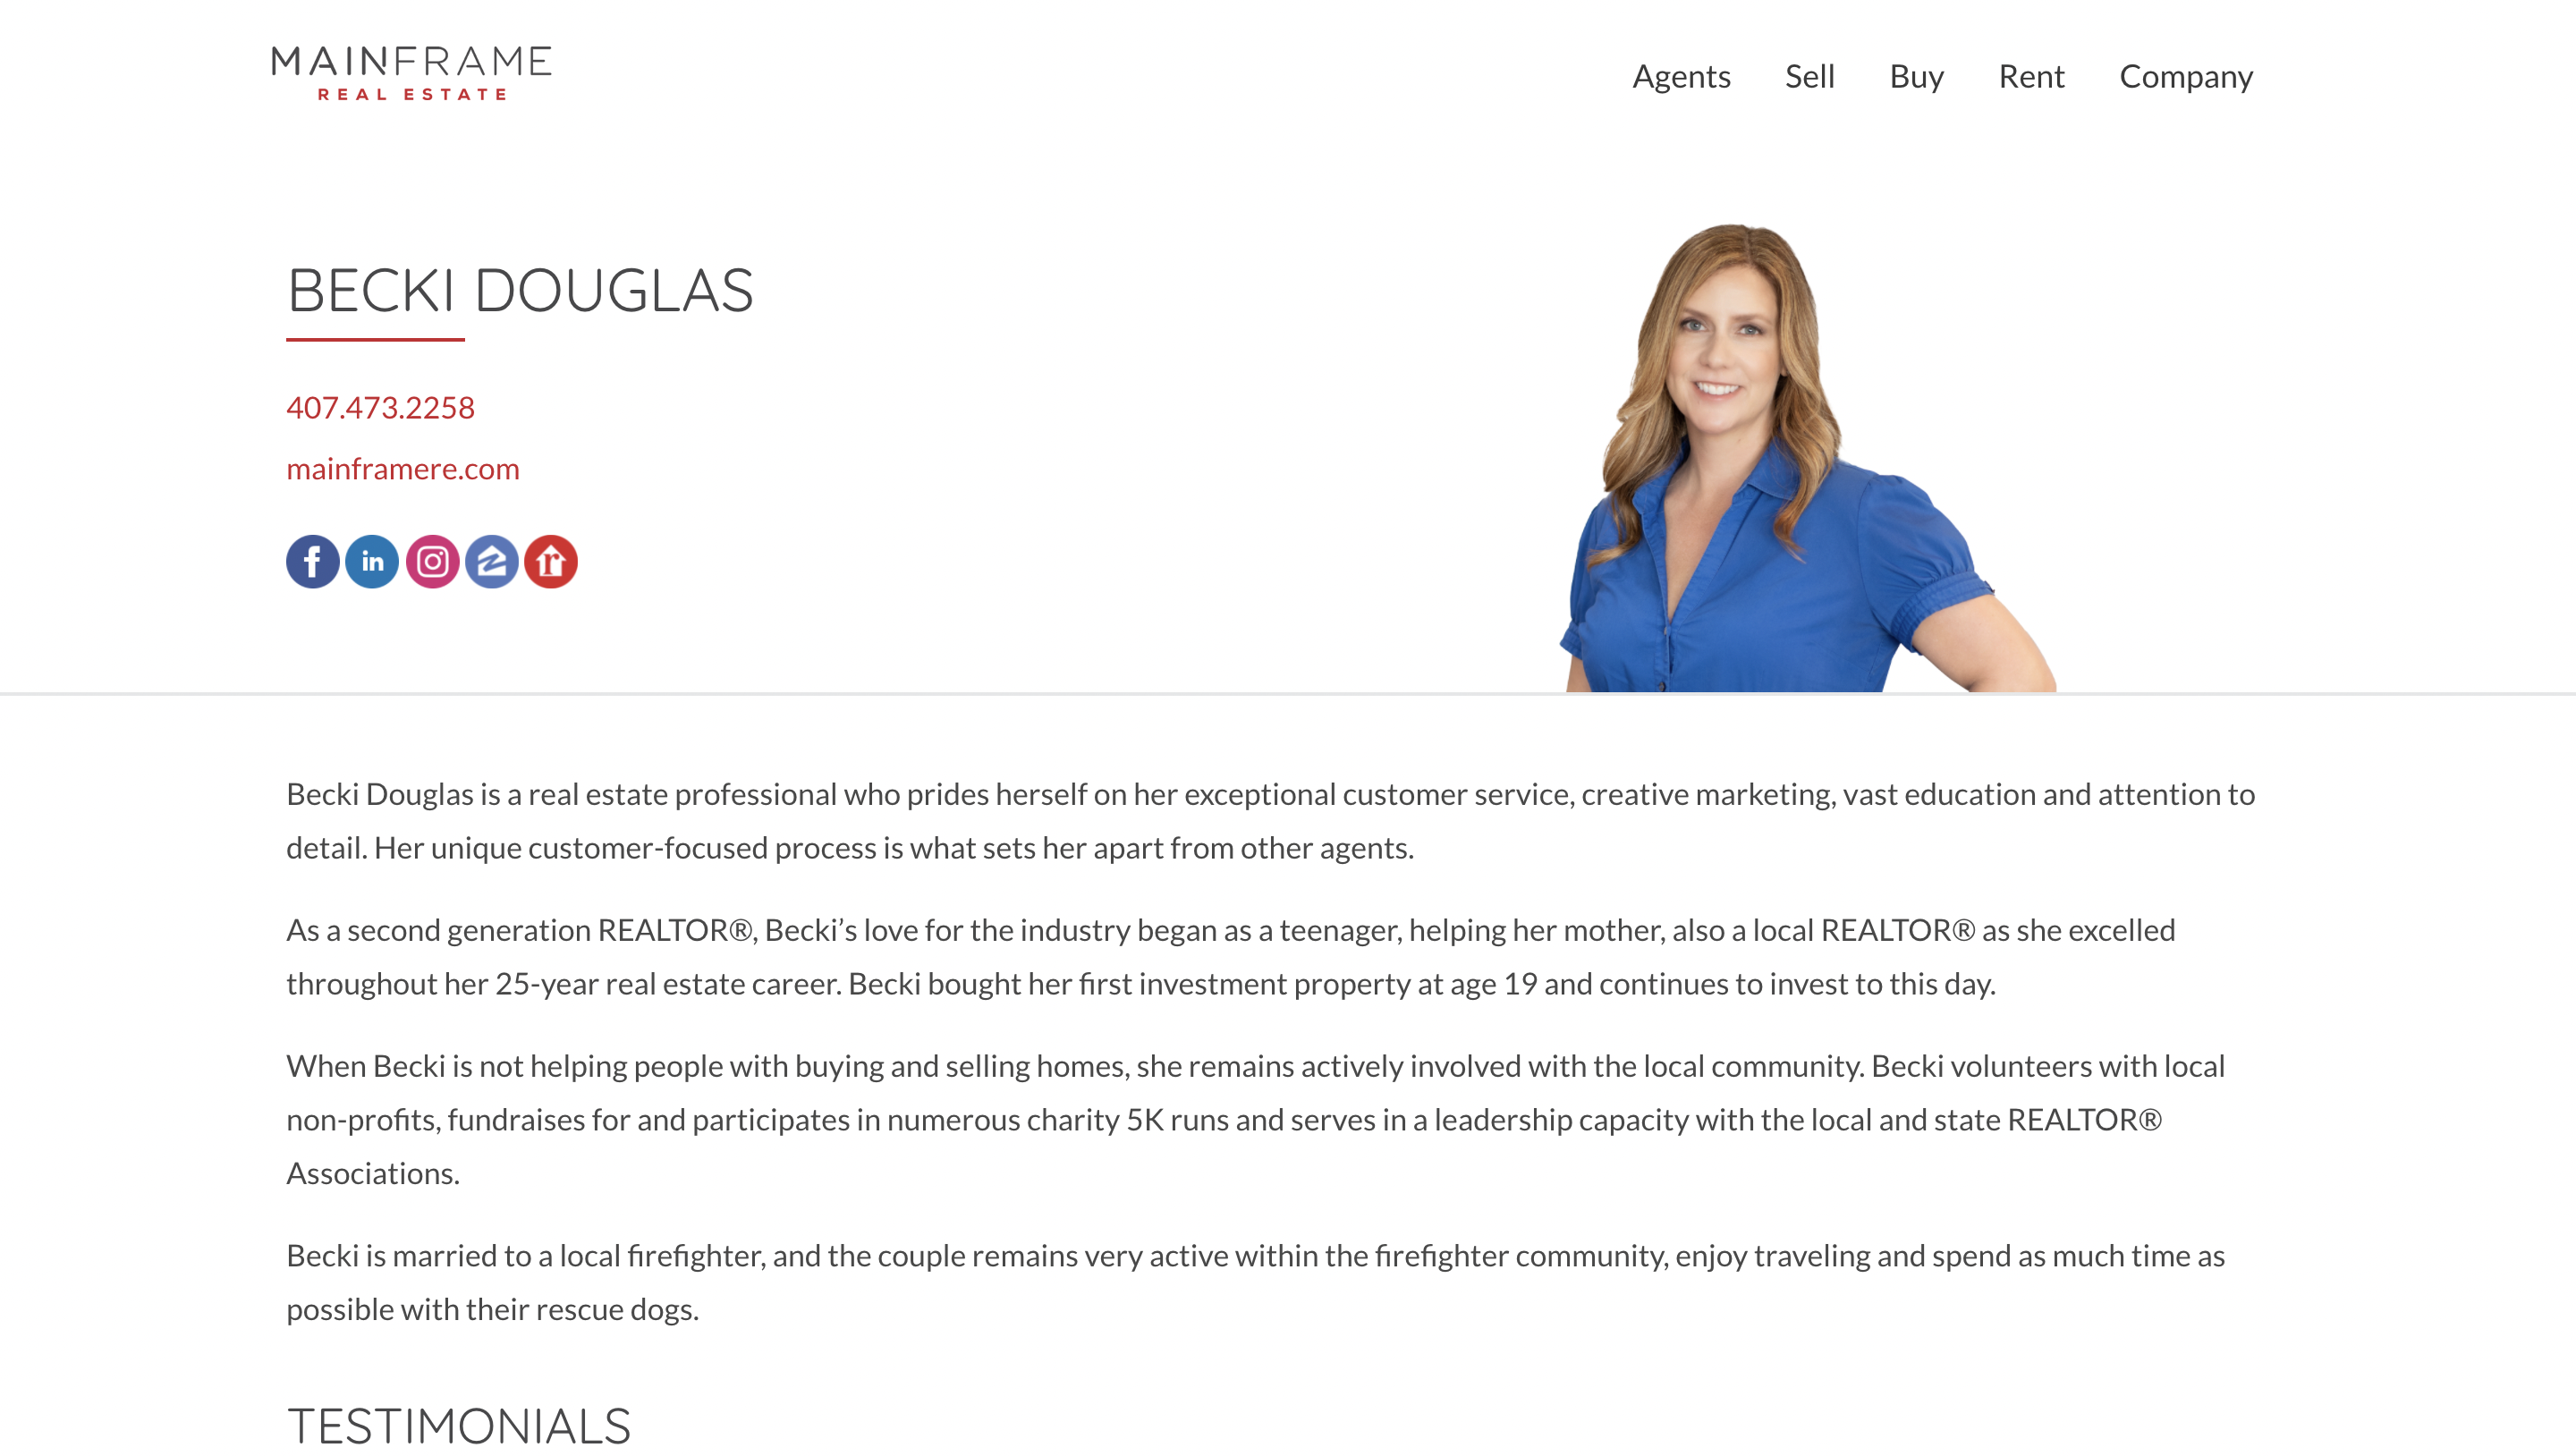 MAINFRAME
REAL ESTATE
Agents Sell Buy Rent Company
BECKI DOUGLAS
407.473.2258
mainframere.com
f in Z r
Becki Douglas is a real estate professional who prides herself on her exceptional customer service, creative marketing, vast education and attention to
detail. Her unique customer-focused process is what sets her apart from other agents.
As a second generation REALTOR®, Becki’s love for the industry began as a teenager, helping her mother, also a local REALTOR® as she excelled
throughout her 25-year real estate career. Becki bought her first investment property at age 19 and continues to invest to this day.
When Becki is not helping people with buying and selling homes, she remains actively involved with the local community. Becki volunteers with local
non-profits, fundraises for and participates in numerous charity 5K runs and serves in a leadership capacity with the local and state REALTOR®
Associations.
Becki is married to a local firefighter, and the couple remains very active within the firefighter community, enjoy traveling and spend as much time as
possible with their rescue dogs.
TESTIMONIALS